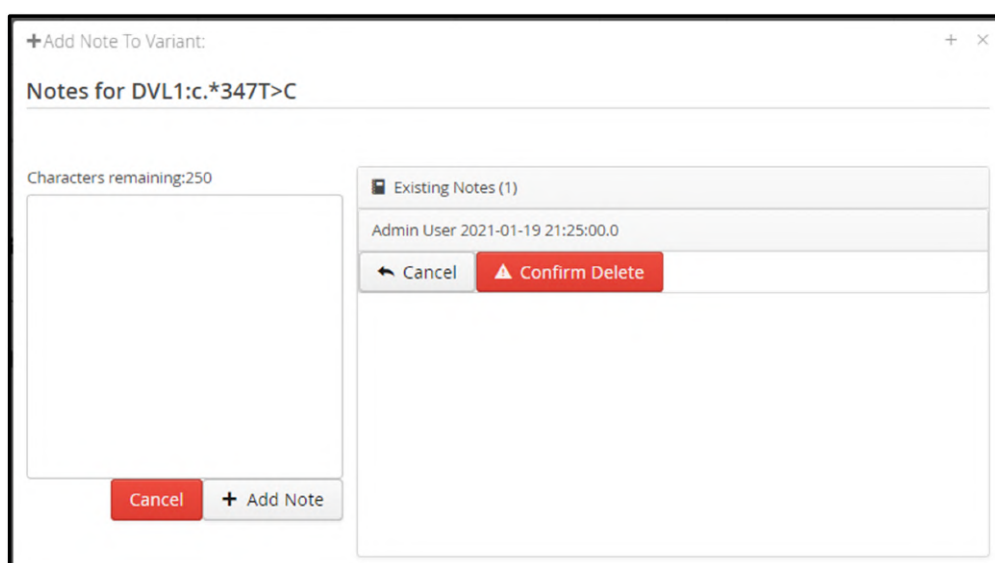 Add Note To Variant:
Notes for DVL1:c.*347T>C
Characters remaining:250
Existing Notes (1)
Admin User 2021-01-19 21:25:00.0
Cancel
Confirm Delete
Cancel
Add Note